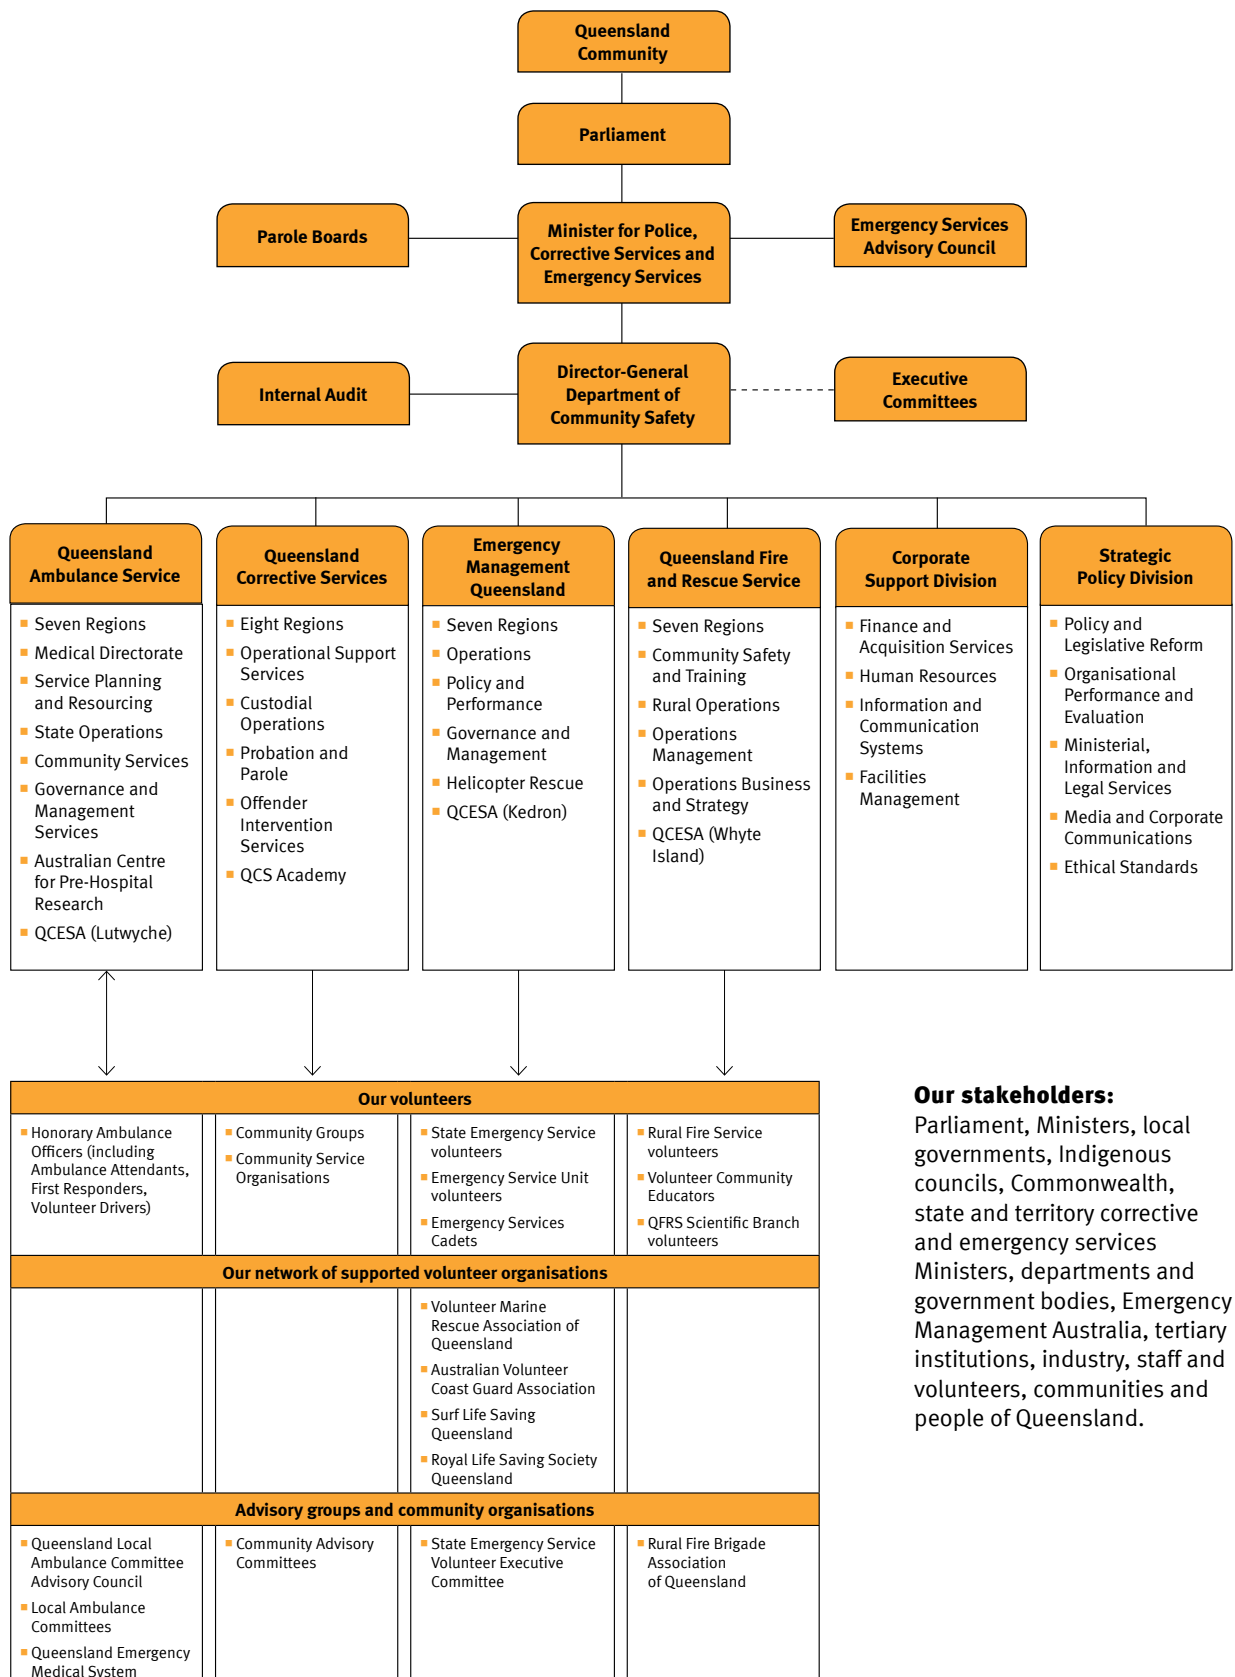 Queensland
Community
Parliament
Parole Boards
Minister for Police,
Corrective Services and
Emergency Services
Emergency Services
Advisory Council
Internal Audit
Director-General
Department of
Community Safety
Executive
Committees
Queensland
Ambulance Service
Seven Regions
Medical Directorate
Service Planning
and Resourcing
State Operations
Community Services
Governance and
Management
Services
Australian Centre
for Pre-Hospital
Research
QCESA (Lutwyche)
Queensland
Corrective Services
Eight Regions
Operational Support
Services
Custodial
Operations
Probation and
Parole
Offender
Intervention
Services
QCS Academy
Emergency
Management
Queensland
Seven Regions
Operations
Policy and
Performance
Governance and
Management
Helicopter Rescue
QCESA (Kedron)
Queensland Fire
and Rescue Service
Seven Regions
Community Safety
and Training
Rural Operations
Operations
Management
Operations Business
and Strategy
QCESA (Whyte
Island)
Corporate
Support Division
Finance and
Acquisition Services
Human Resources
Information and
Communication
Systems
Facilities
Management
Strategic
Policy Division
Policy and
Legislative Reform
Organisational
Performance and
Evaluation
Ministerial,
Information and
Legal Services
Media and Corporate
Communications
Ethical Standards
Our volunteers
Honorary Ambulance
Officers (including
Ambulance Attendants,
First Responders,
Volunteer Drivers)
Community Groups
Community Service
Organisations
State Emergency Service
volunteers
Emergency Service Unit
volunteers
Emergency Services
Cadets
Rural Fire Service
volunteers
Volunteer Community
Educators
QFRS Scientific Branch
volunteers
Our network of supported volunteer organisations
Volunteer Marine
Rescue Association of
Queensland
Australian Volunteer
Coast Guard Association
Surf Life Saving
Queensland
Royal Life Saving Society
Queensland
Advisory groups and community organisations
Queensland Local
Ambulance Committee
Advisory Council
Local Ambulance
Committees
Queensland Emergency
Medical System
Community Advisory
Committees
State Emergency Service
Volunteer Executive
Committee
Rural Fire Brigade
Association
of Queensland
Our stakeholders:
Parliament, Ministers, local
governments, Indigenous
councils, Commonwealth,
state and territory corrective
and emergency services
Ministers, departments and
government bodies, Emergency
Management Australia, tertiary
institutions, industry, staff and
volunteers, communities and
people of Queensland.